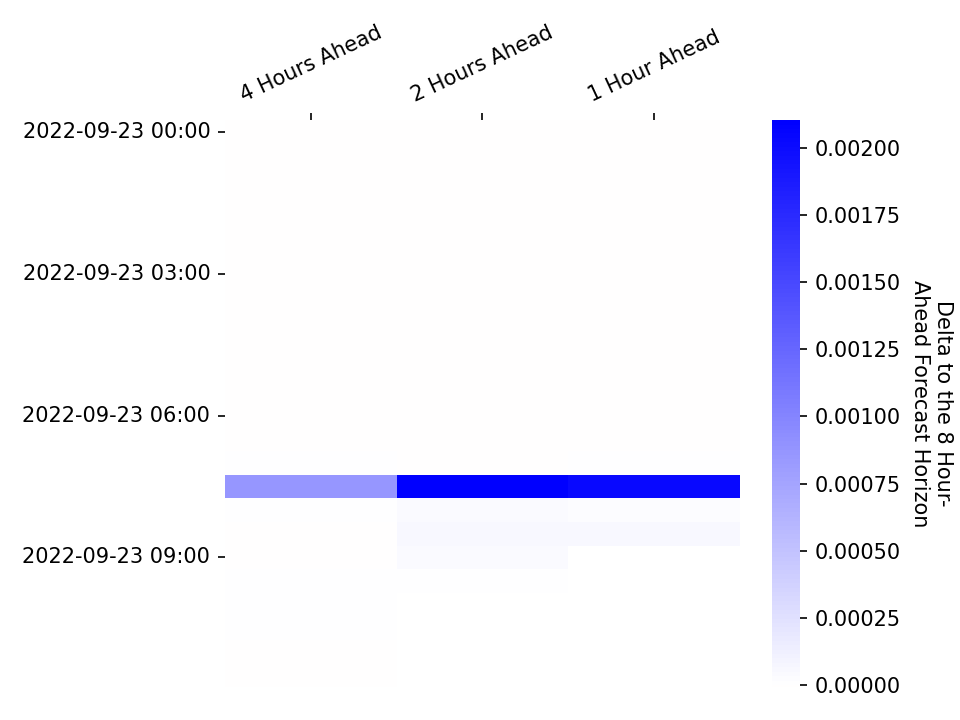 4 Hours Ahead
2 Hours Ahead
1 Hour Ahead
2022-09-23 00:00
2022-09-23 03:00
2022-09-23 06:00
2022-09-23 09:00
0.00200
0.00175
0.00150
0.00125
0.00100
0.00075
0.00050
0.00025
0.00000
Delta to the 8 Hour-
Ahead Forecast Horizon